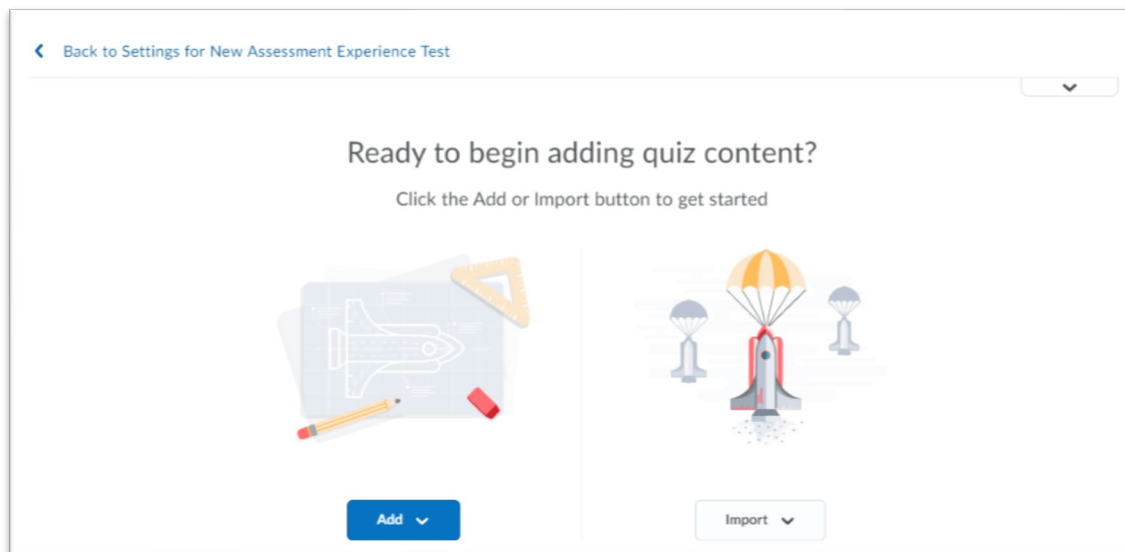 Back to Settings for New Assessment Experience Test
Ready to begin adding quiz content?
Click the Add or Import button to get started
Add
Import